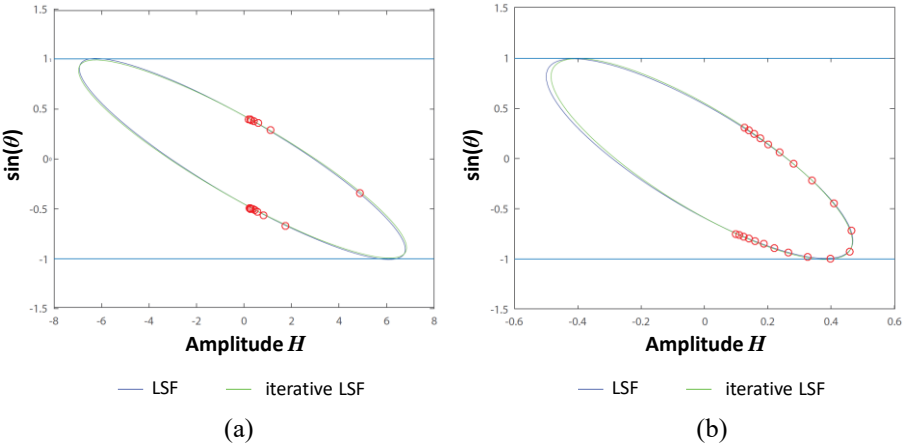 1.5
1
0.5
0
-0.5
-1
-1.5
sin(θ)
-8 -6 -4 -2 0 2 4 6 8
Amplitude H
LSF iterative LSF
(a)
1.5
1
0.5
0
-0.5
-1
-1.5
sin(θ)
-0.6 -0.4 -0.2 0 0.2 0.4 0.6
Amplitude H
LSF iterative LSF
(b)